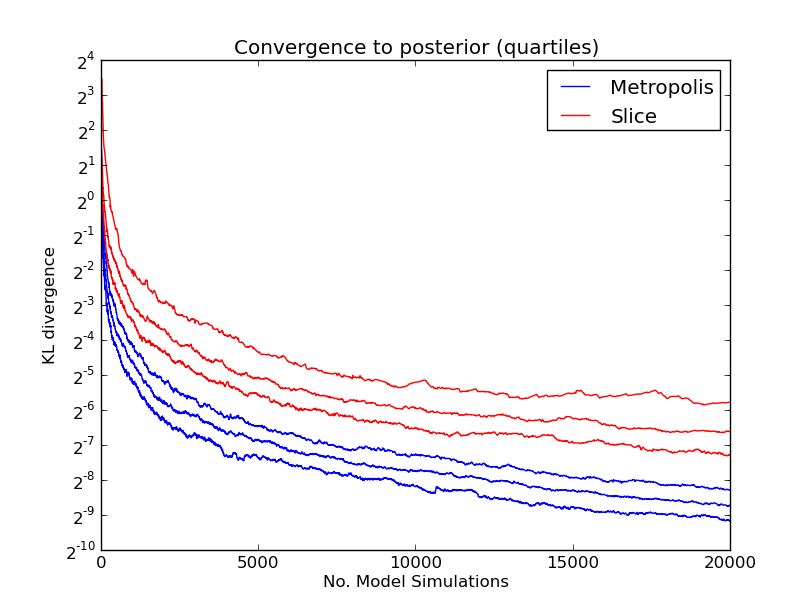 Convergence to posterior (quartiles)
2^4
2^3
2^2
2^1
2^0
2^-1
2^-2
2^-3
2^-4
2^-5
2^-6
2^-7
2^-8
2^-9
2^-10
KL divergence
Metropolis
Slice
0 5000 10000 15000 20000
No. Model Simulations